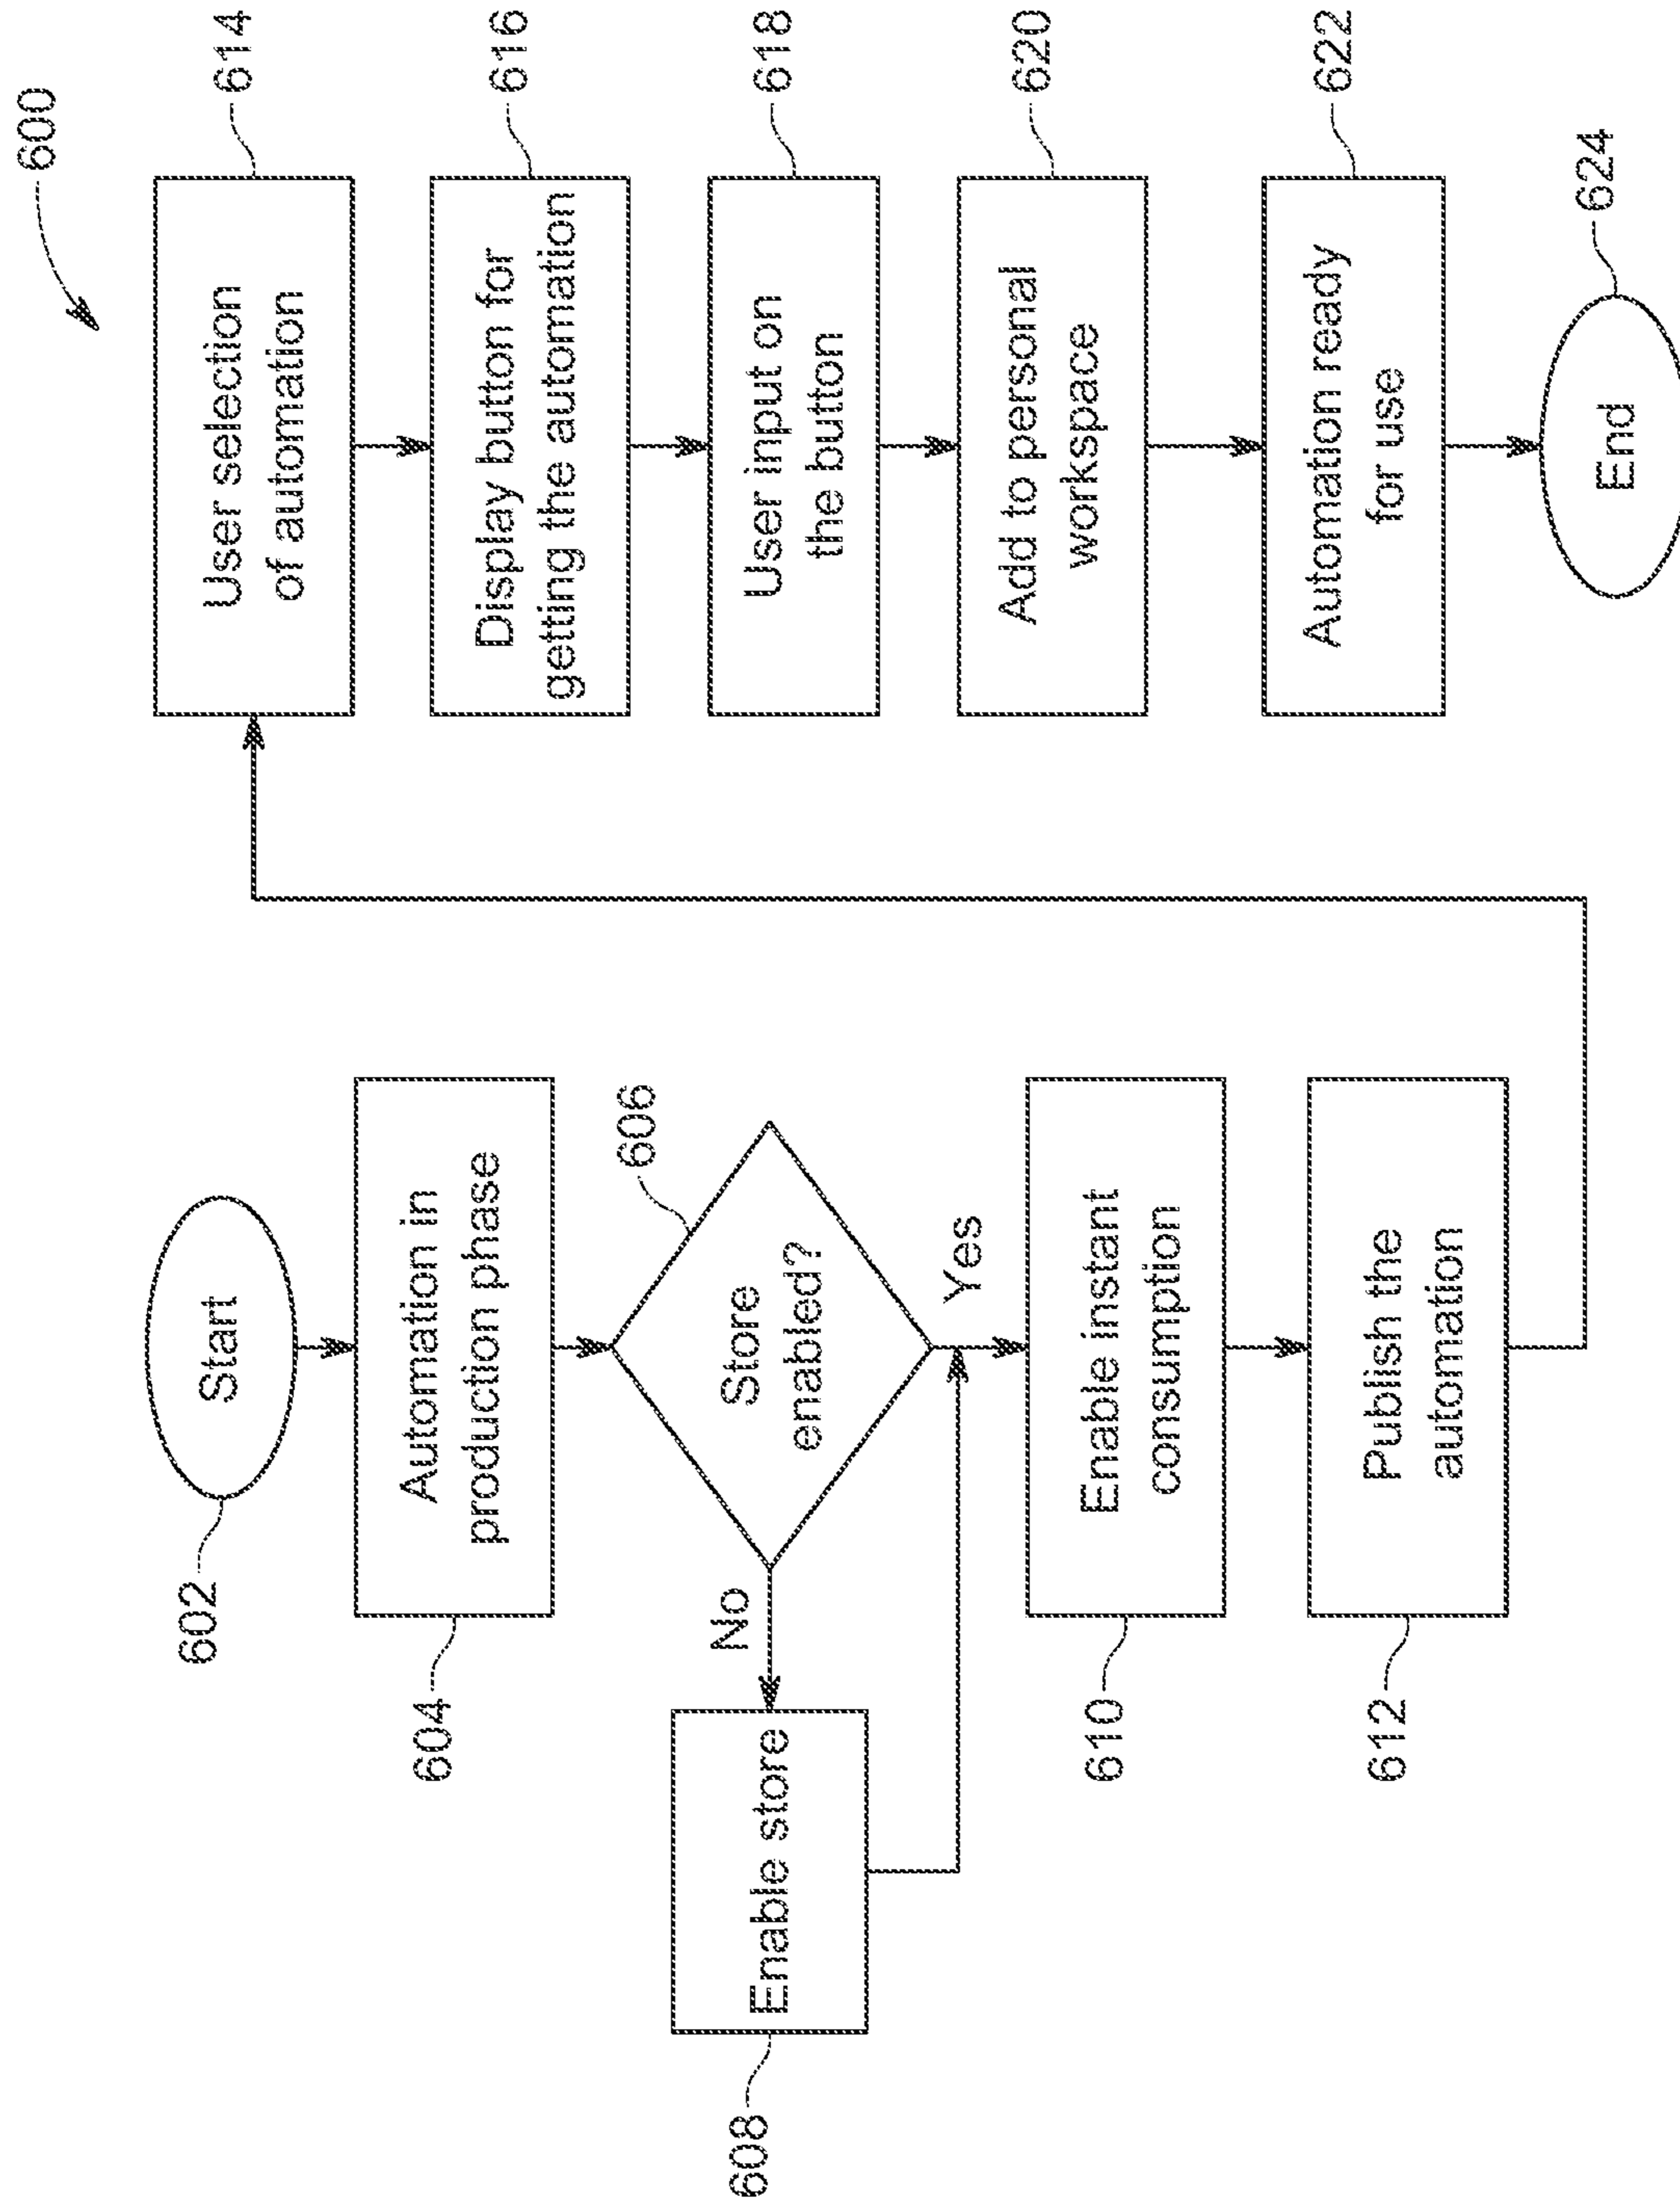 600
Start
602
Automation in
production phase
604
Store
enabled?
606
No
Yes
Enable store
608
Enable instant
consumption
610
Publish the
automation
612
User selection
of automation
614
Display button for
getting the automation
616
User input on
the button
618
Add to personal
workspace
620
Automation ready
for use
622
End
624